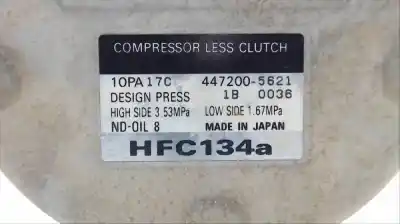 COMPRESSOR LESS CLUTCH
10PA17C 447200-5621
DESIGN PRESS 1B 0036
HIGH SIDE 3.53MPa LOW SIDE 1.67MPa
ND-OIL 8 MADE IN JAPAN
HFC134a